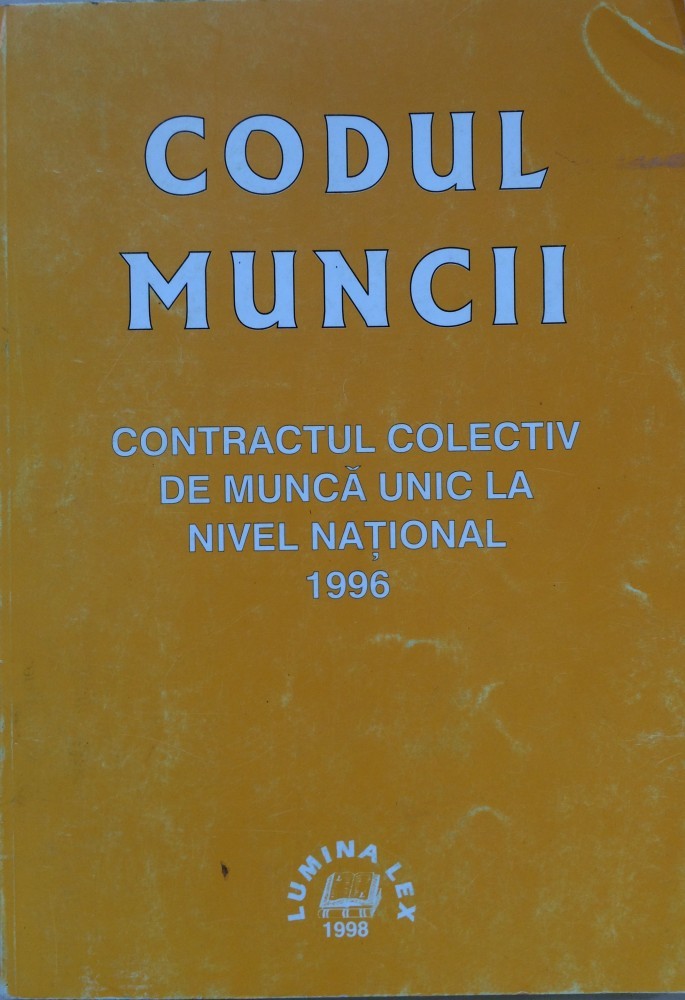 CODUL
MUNCII
CONTRACTUL COLECTIV
DE MUNCĂ UNIC LA
NIVEL NAȚIONAL
1996
LUMINA LEX
1998